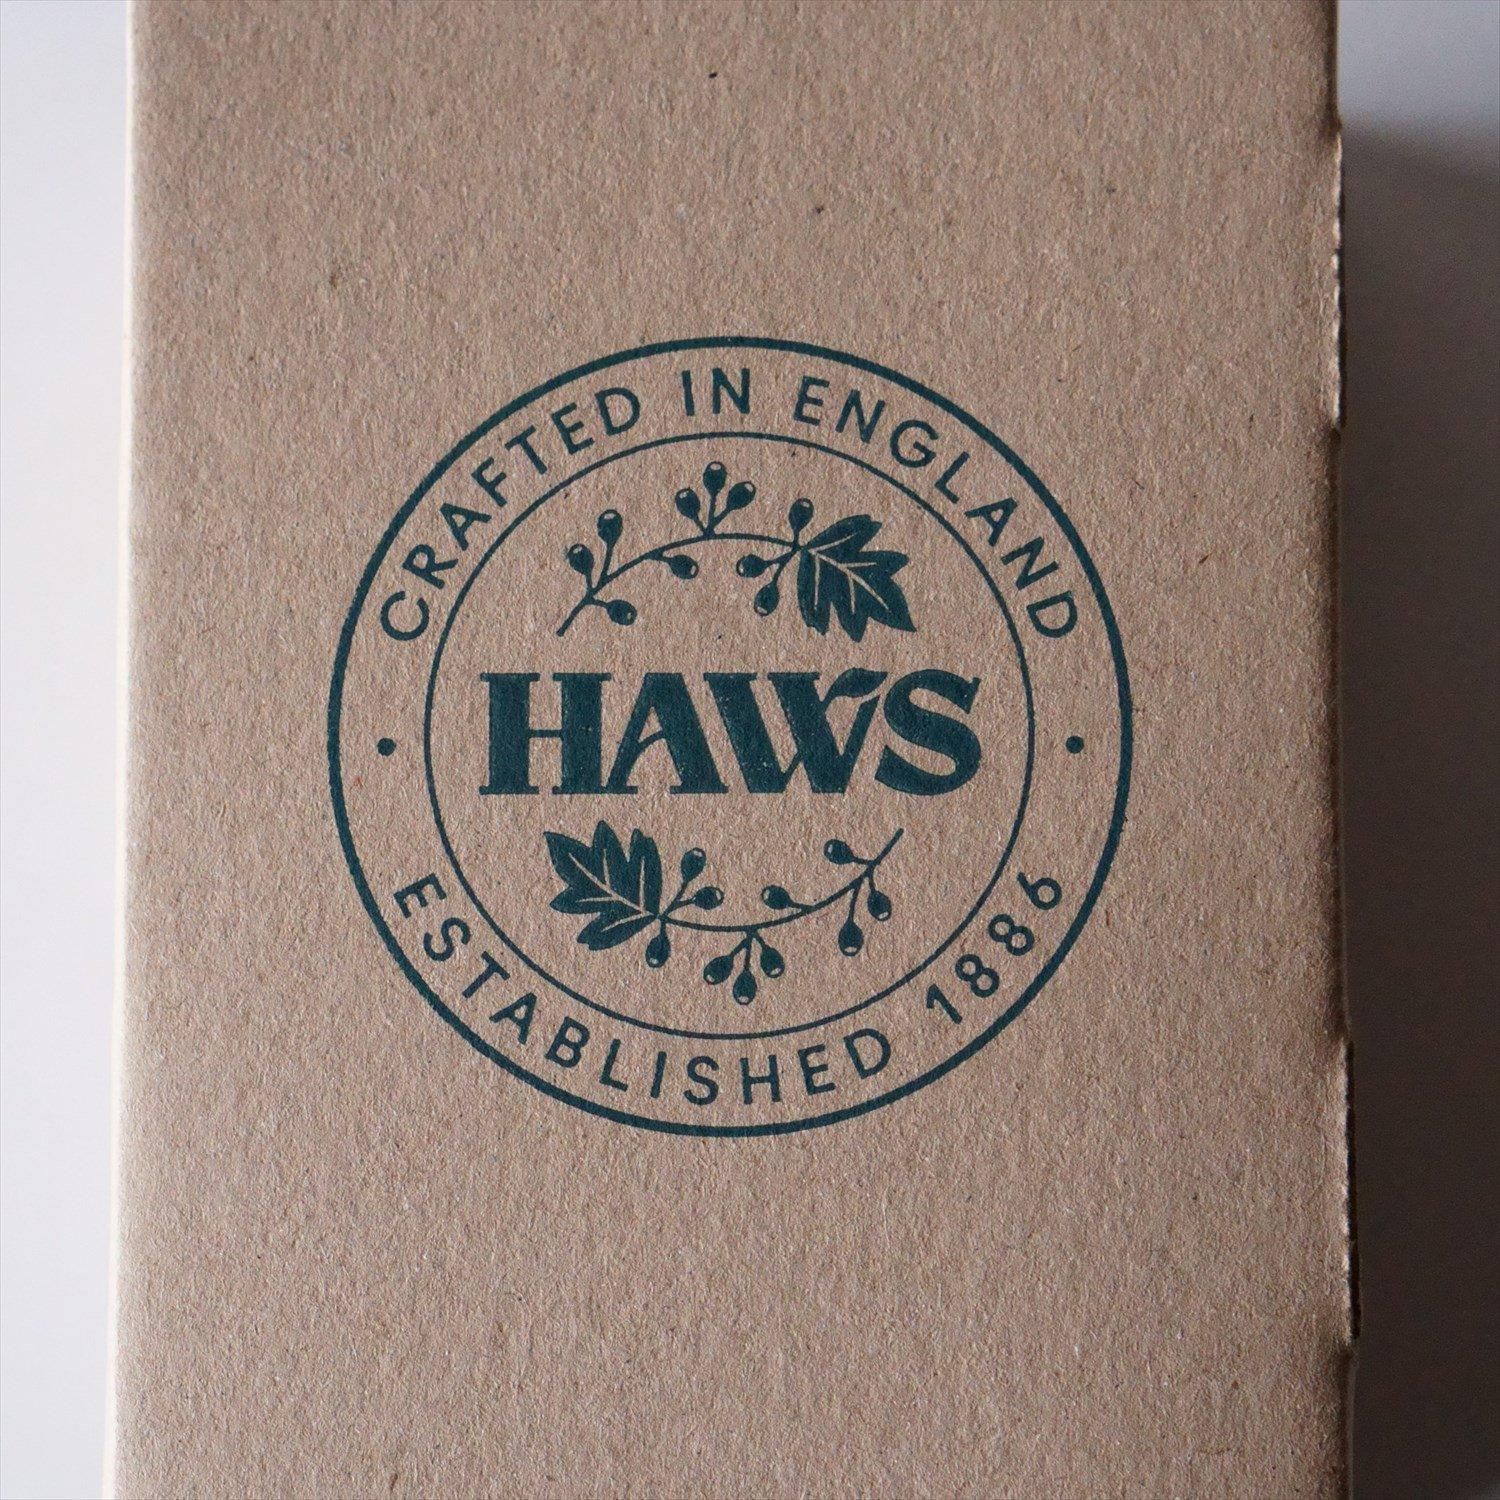 CRAFTED IN ENGLAND
HAWS
ESTABLISHED 1886